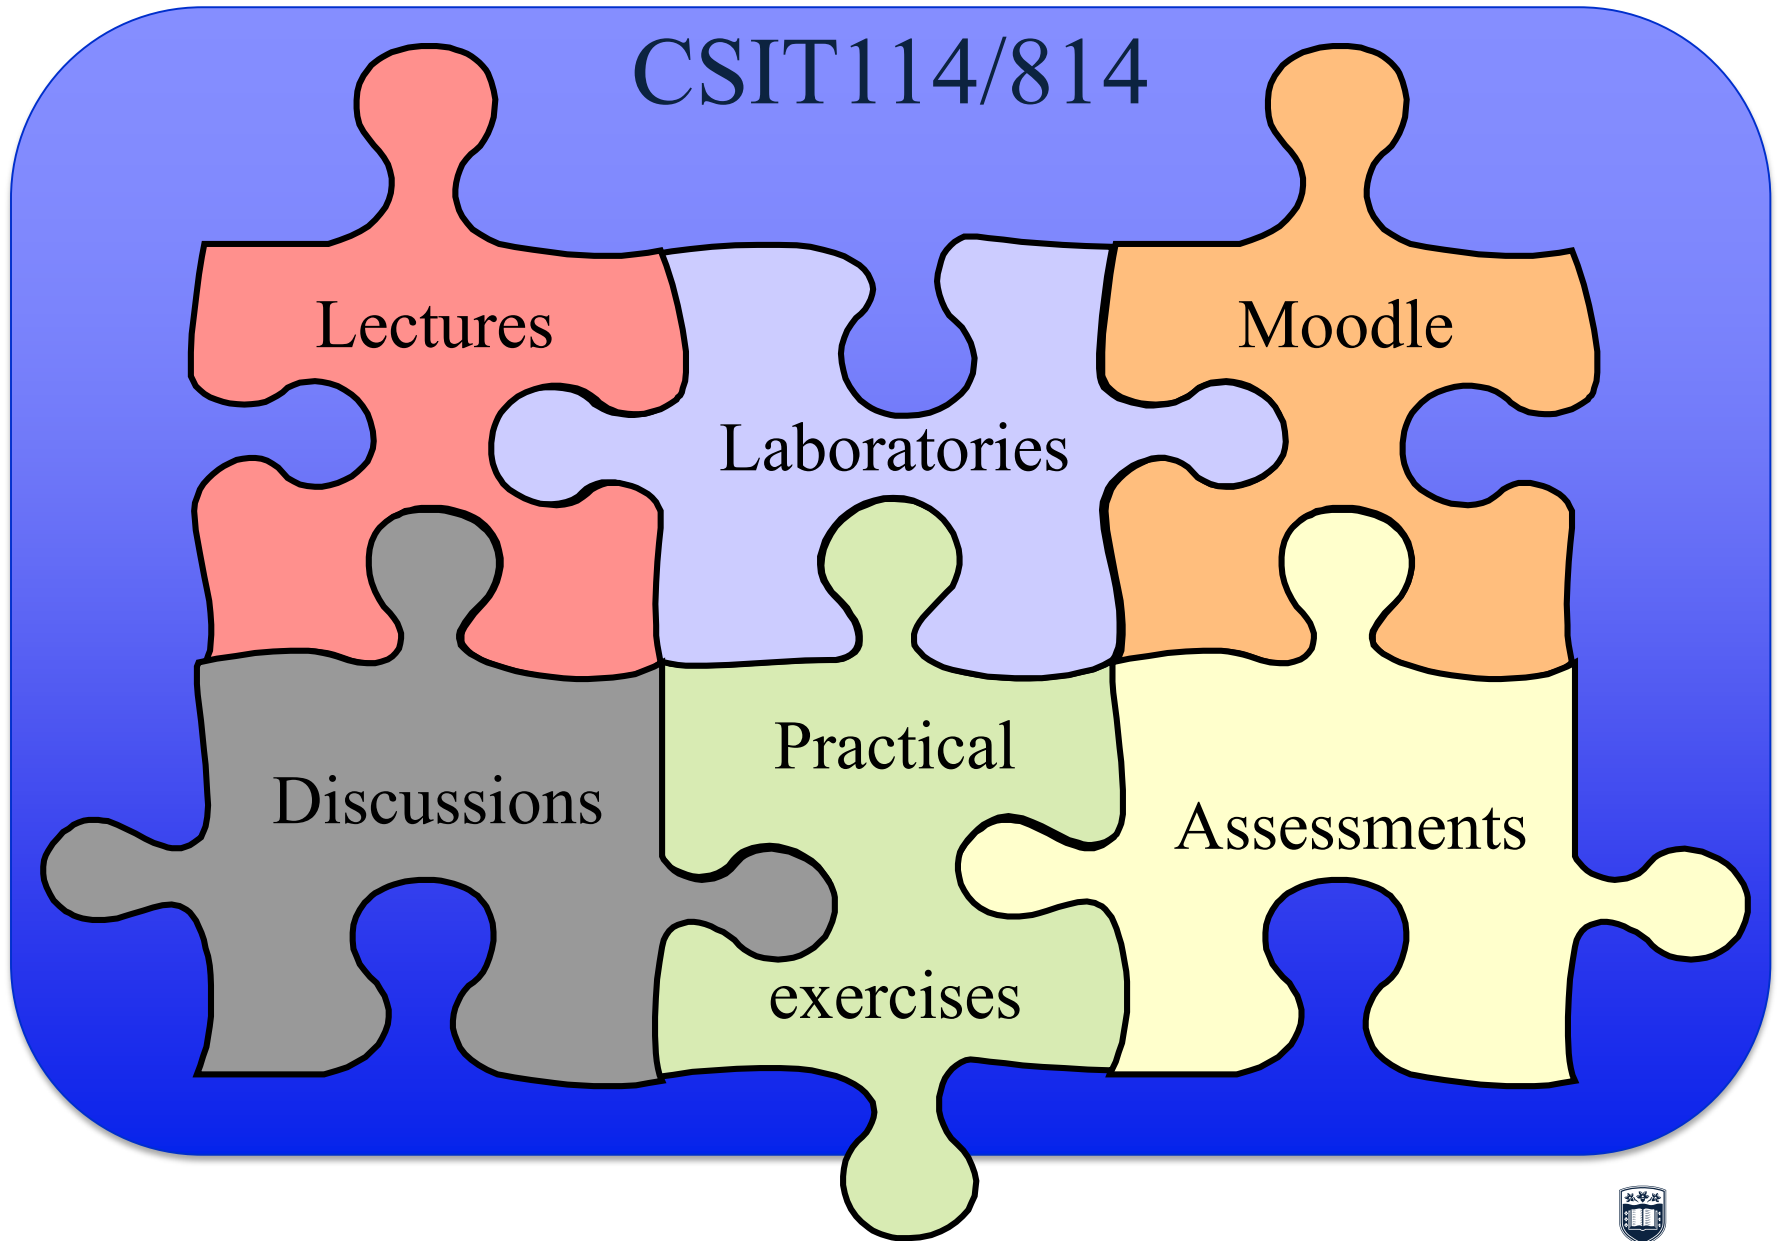 CSIT114/814
Lectures
Moodle
Laboratories
Practical
Discussions
Assessments
exercises